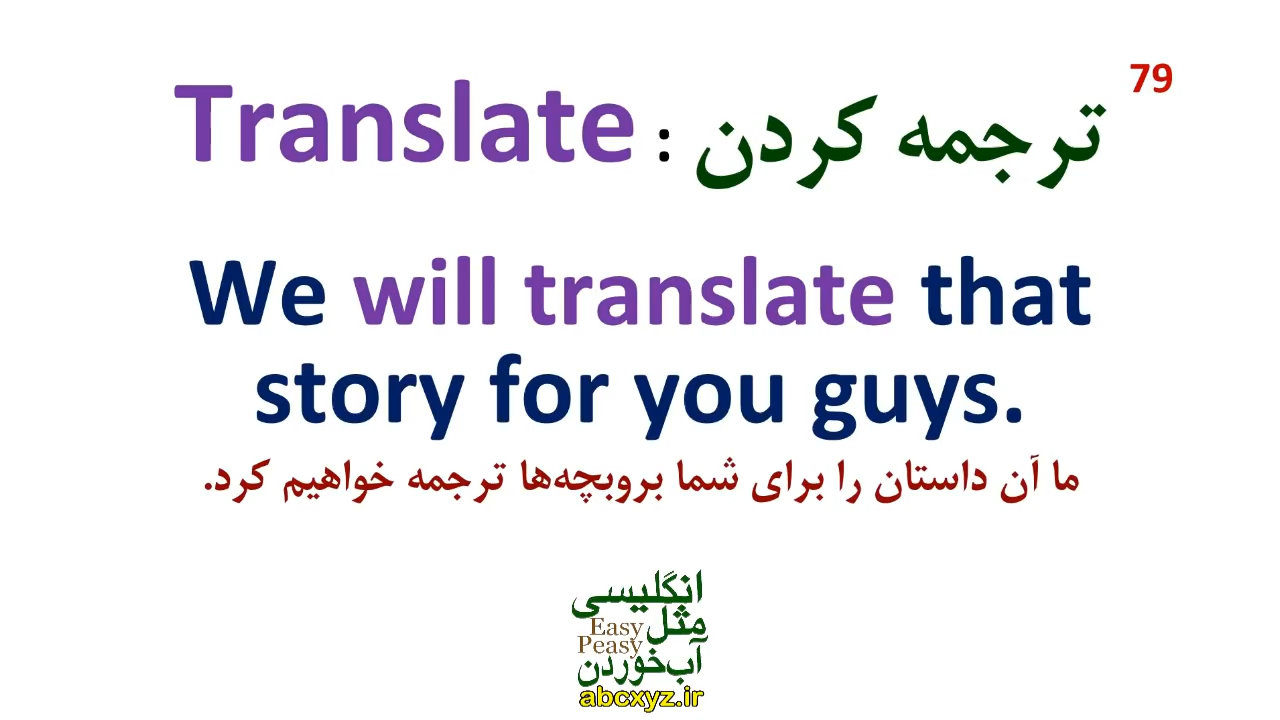 79
Translate : ترجمه کردن
We will translate that
story for you guys.
ما آن داستان را برای شما بروبچه‌ها ترجمه خواهیم کرد.
انگلیسی
مثل Easy
Peasy
آب‌خوردن
abcxyz.ir